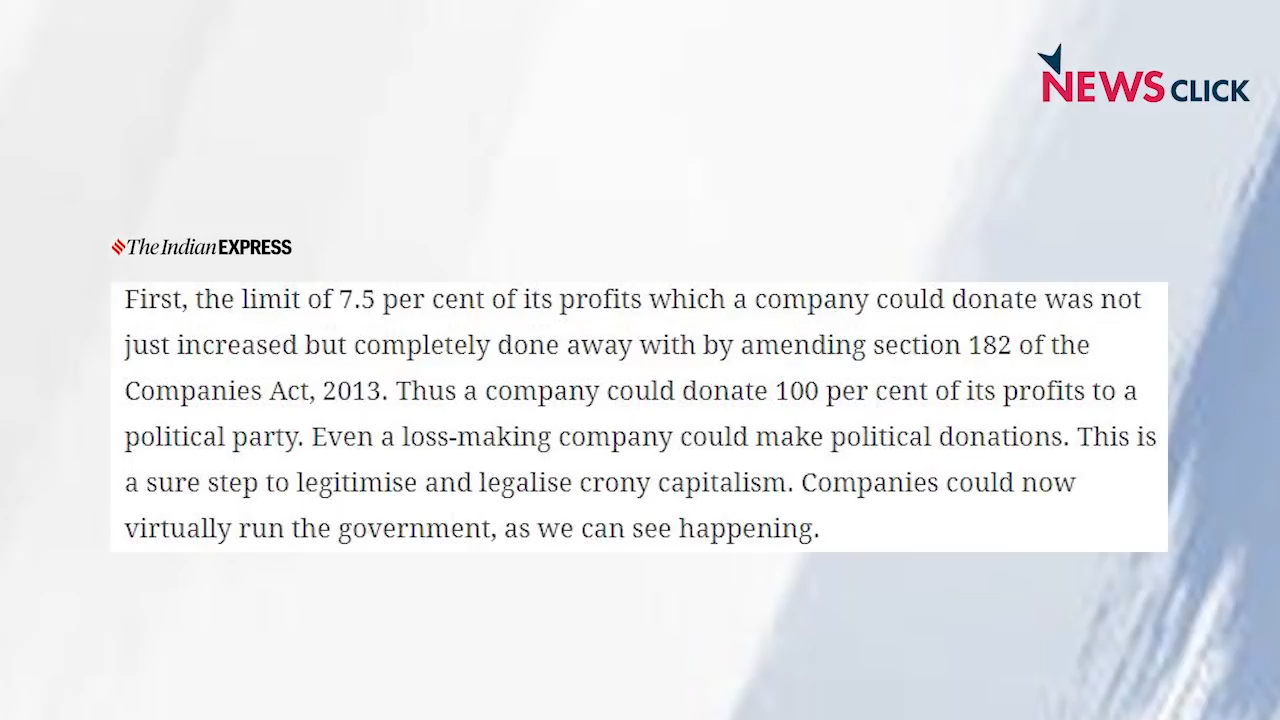 NEWS CLICK
The Indian EXPRESS
First, the limit of 7.5 per cent of its profits which a company could donate was not
just increased but completely done away with by amending section 182 of the
Companies Act, 2013. Thus a company could donate 100 per cent of its profits to a
political party. Even a loss-making company could make political donations. This is
a sure step to legitimise and legalise crony capitalism. Companies could now
virtually run the government, as we can see happening.